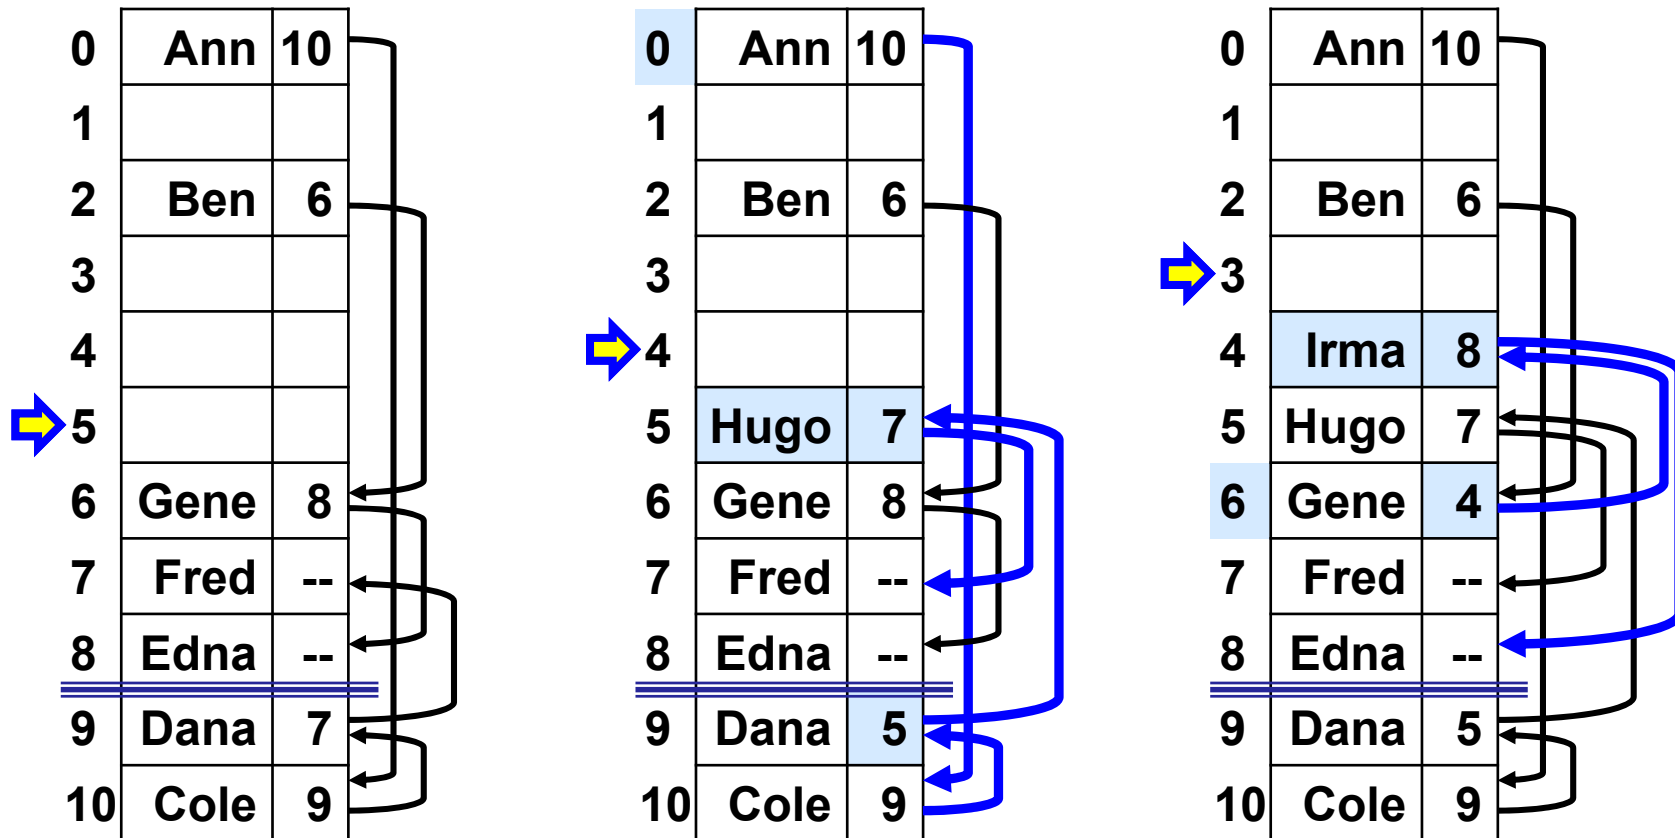 0 Ann 10
1
2 Ben 6
3
4
5
6 Gene 8
7 Fred --
8 Edna --
9 Dana 7
10 Cole 9
0 Ann 10
1
2 Ben 6
3
4
5 Hugo 7
6 Gene 8
7 Fred --
8 Edna --
9 Dana 5
10 Cole 9
0 Ann 10
1
2 Ben 6
3
4 Irma 8
5 Hugo 7
6 Gene 4
7 Fred --
8 Edna --
9 Dana 5
10 Cole 9